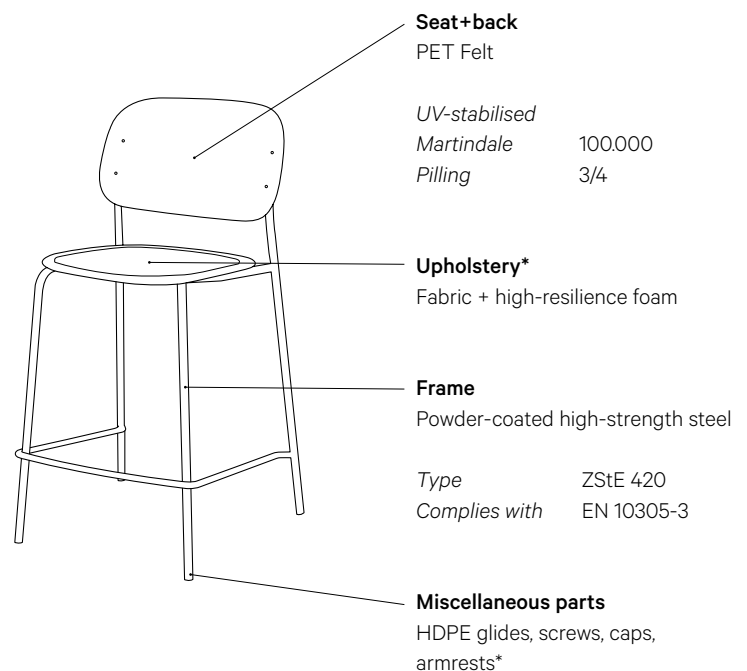 Seat+back
PET Felt
UV-stabilised
Martindale 100.000
Pilling 3/4
Upholstery*
Fabric + high-resilience foam
Frame
Powder-coated high-strength steel
Type ZStE 420
Complies with EN 10305-3
Miscellaneous parts
HDPE glides, screws, caps,
armrests*